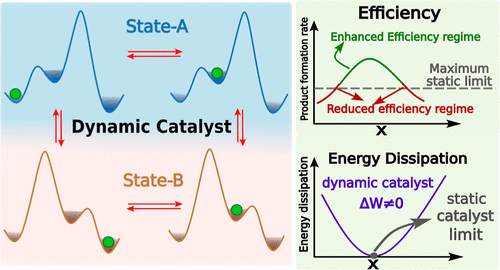 State-A
Dynamic Catalyst
State-B
Efficiency
Product formation rate
Enhanced Efficiency regime
Maximum
static limit
Reduced efficiency regime
X
Energy Dissipation
Energy dissipation
dynamic catalyst
ΔW≠0
static
catalyst
limit
X